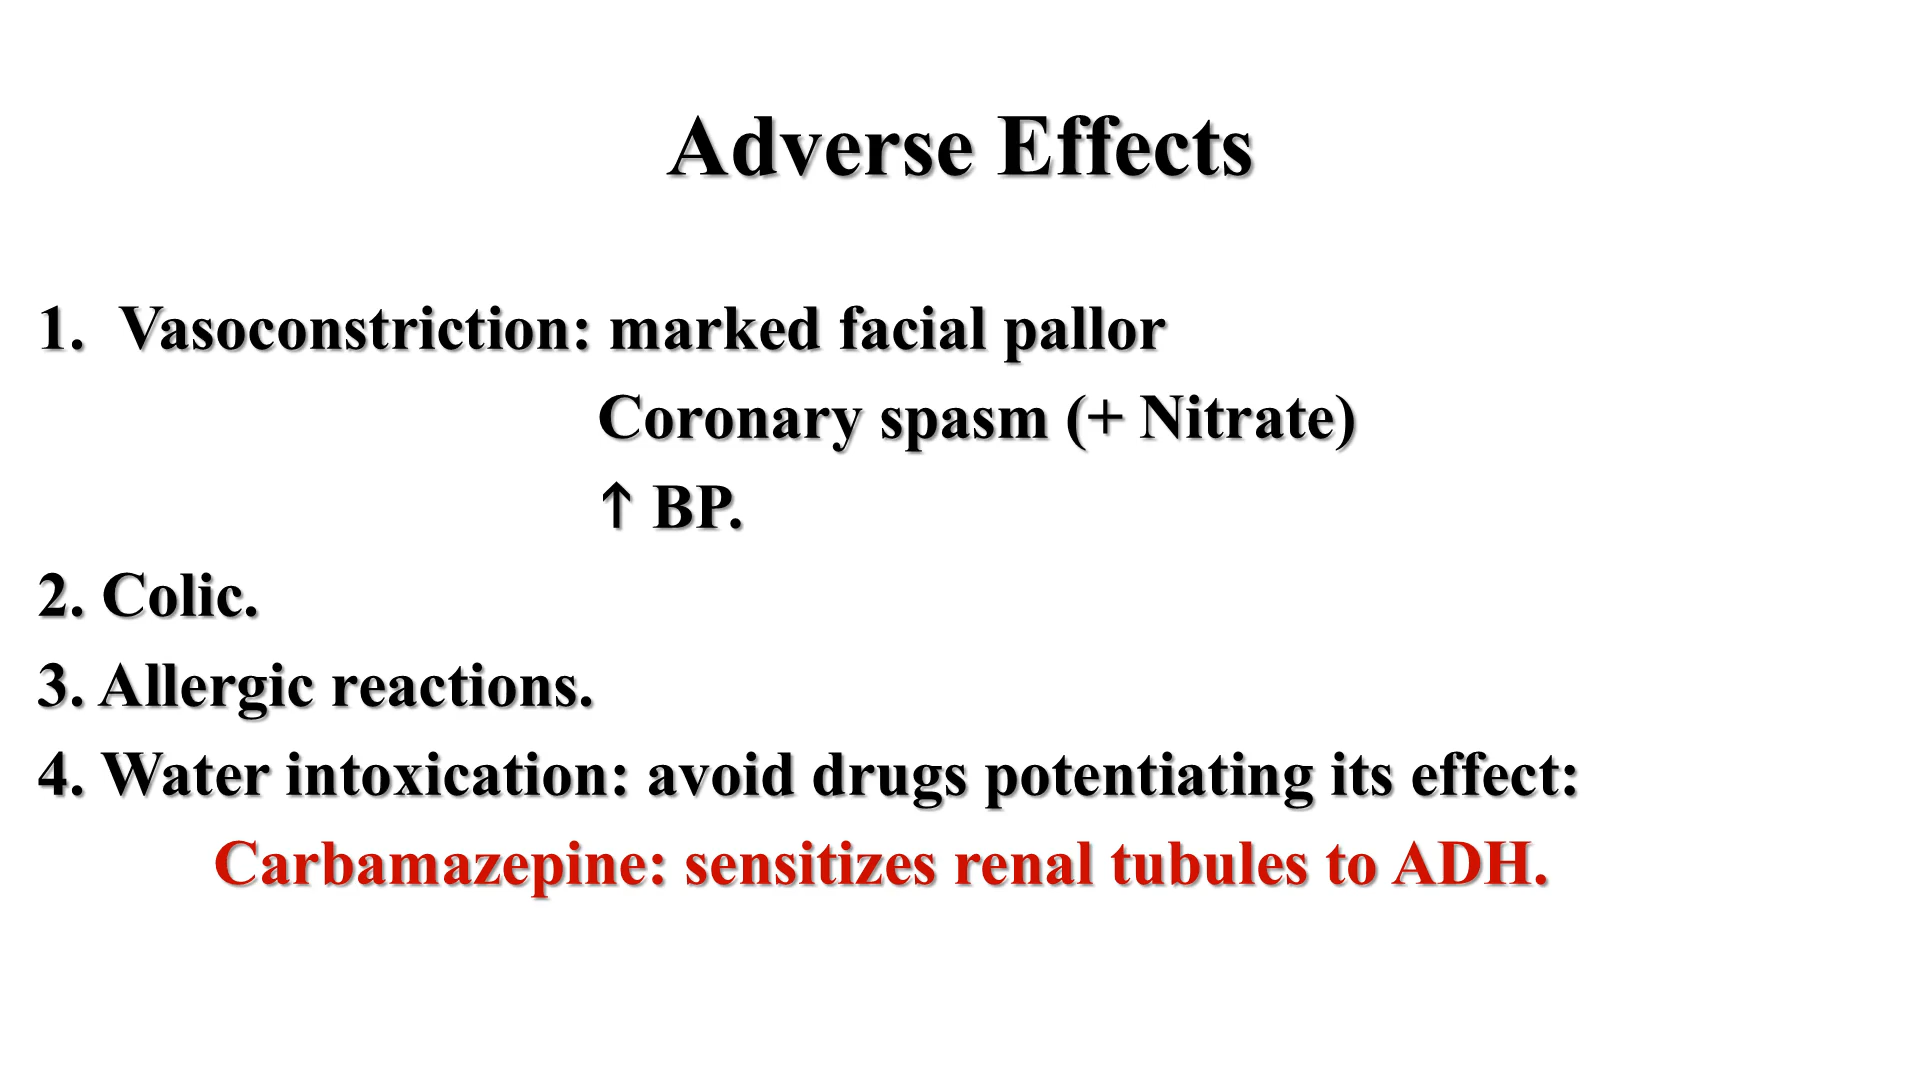 Adverse Effects
1. Vasoconstriction: marked facial pallor
Coronary spasm (+ Nitrate)
↑ BP.
2. Colic.
3. Allergic reactions.
4. Water intoxication: avoid drugs potentiating its effect:
Carbamazepine: sensitizes renal tubules to ADH.